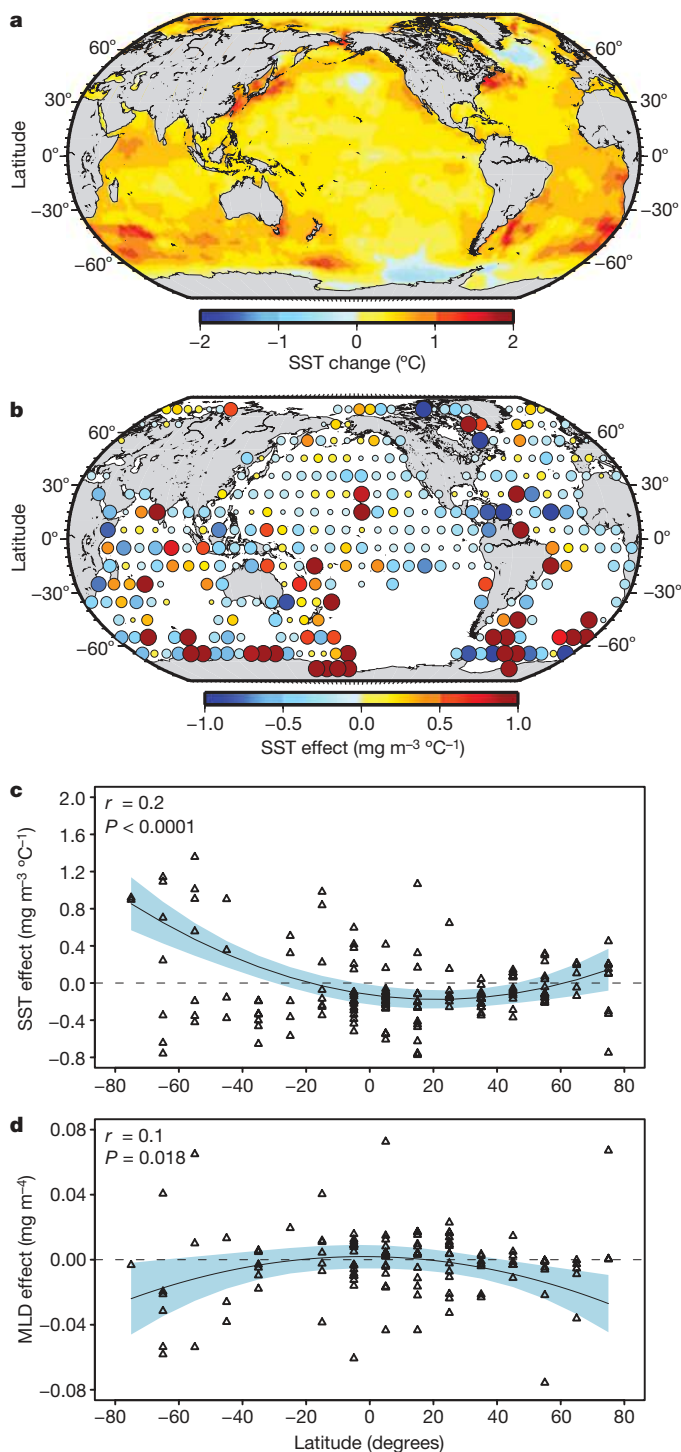 a
60° 60°
30° 30°
0° 0°
−30° −30°
−60° −60°
Latitude
−2 −1 0 1 2
SST change (°C)
b
60° 60°
30° 30°
0° 0°
−30° −30°
−60° −60°
Latitude
−1.0 −0.5 0.0 0.5 1.0
SST effect (mg m⁻³ °C⁻¹)
c
r = 0.2
P < 0.0001
2.0
1.6
1.2
0.8
0.4
0.0
−0.4
−0.8
SST effect (mg m⁻³ °C⁻¹)
−80 −60 −40 −20 0 20 40 60 80
d
r = 0.1
P = 0.018
0.08
0.04
0.00
−0.04
−0.08
MLD effect (mg m⁻⁴)
−80 −60 −40 −20 0 20 40 60 80
Latitude (degrees)